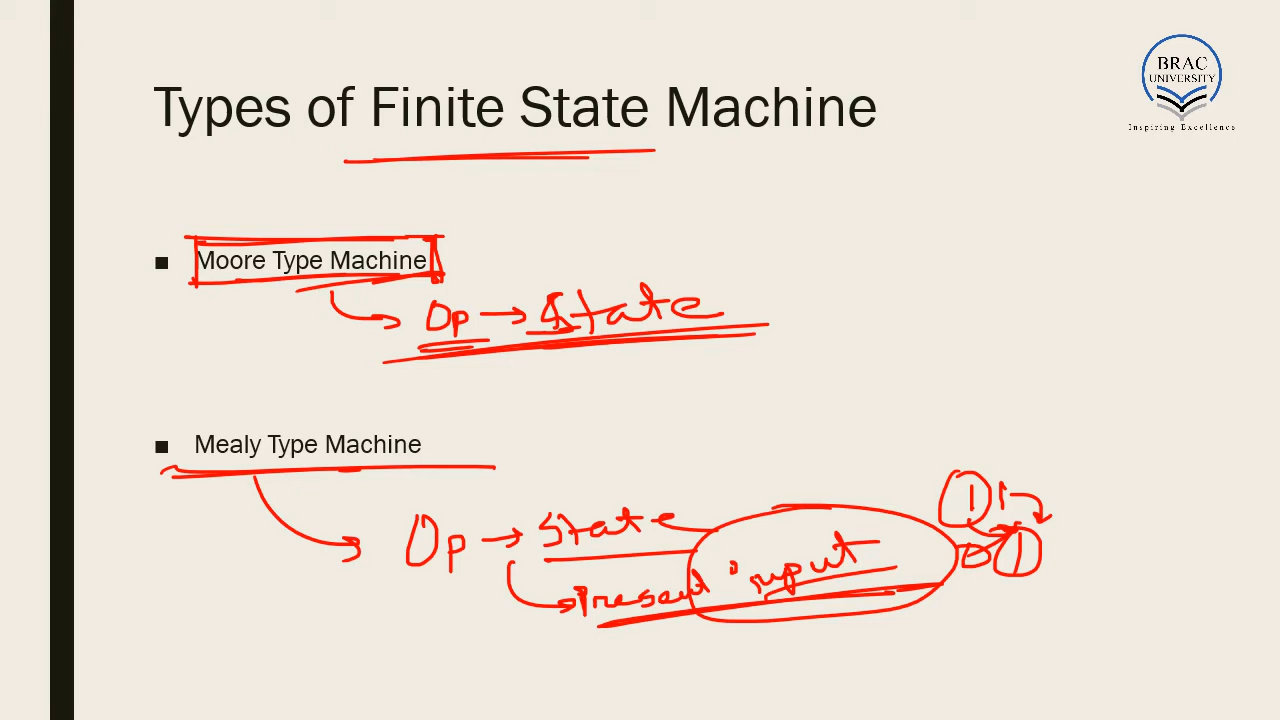 BRAC
UNIVERSITY
Inspiring Excellence
Types of Finite State Machine
■ Moore Type Machine
Op → State
■ Mealy Type Machine
Op → State
Present input